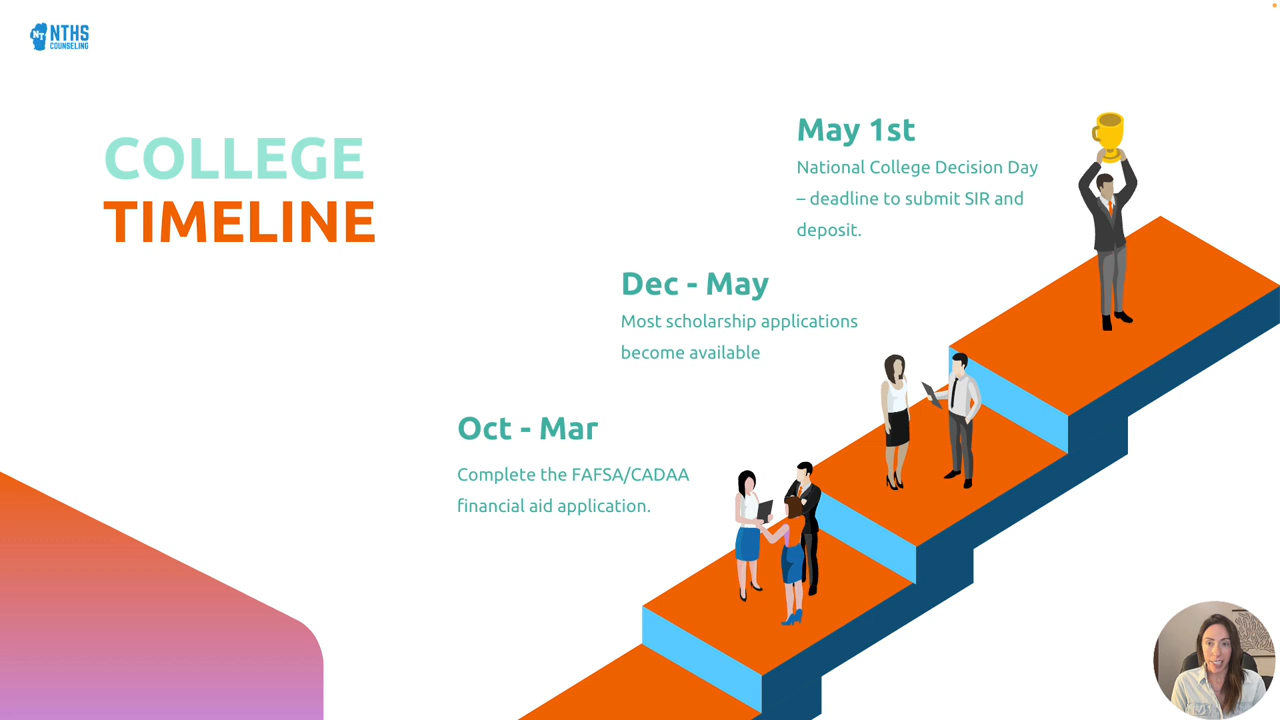 NT
NTHS
COUNSELING
COLLEGE
TIMELINE
May 1st
National College Decision Day
– deadline to submit SIR and
deposit.
Dec - May
Most scholarship applications
become available
Oct - Mar
Complete the FAFSA/CADAA
financial aid application.